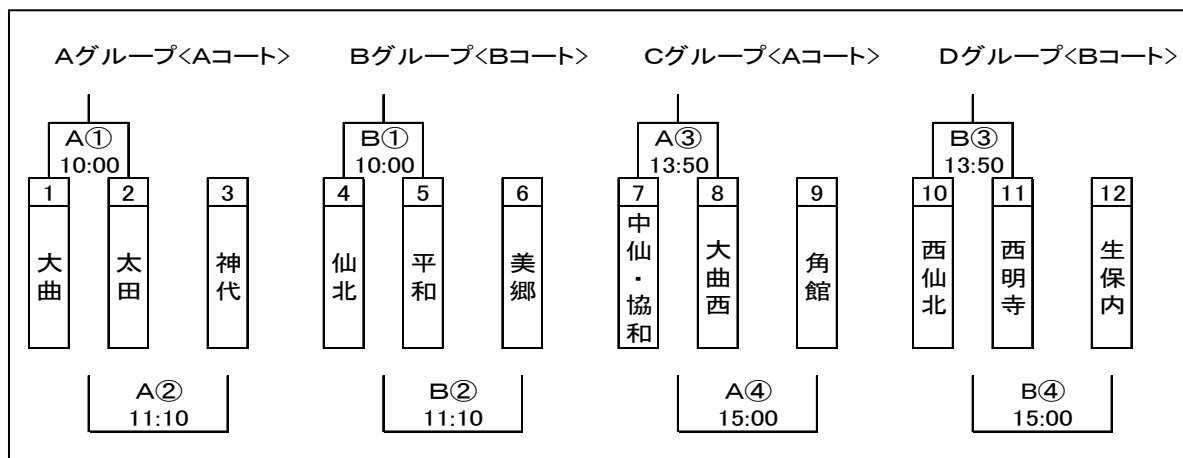 Aグループ<Aコート>
Bグループ<Bコート>
Cグループ<Aコート>
Dグループ<Bコート>
A①
10:00
B①
10:00
A③
13:50
B③
13:50
1
2
3
4
5
6
7
8
9
10
11
12
大曲
太田
神代
仙北
平和
美郷
中仙・協和
大曲西
角館
西仙北
西明寺
生保内
A②
11:10
B②
11:10
A④
15:00
B④
15:00